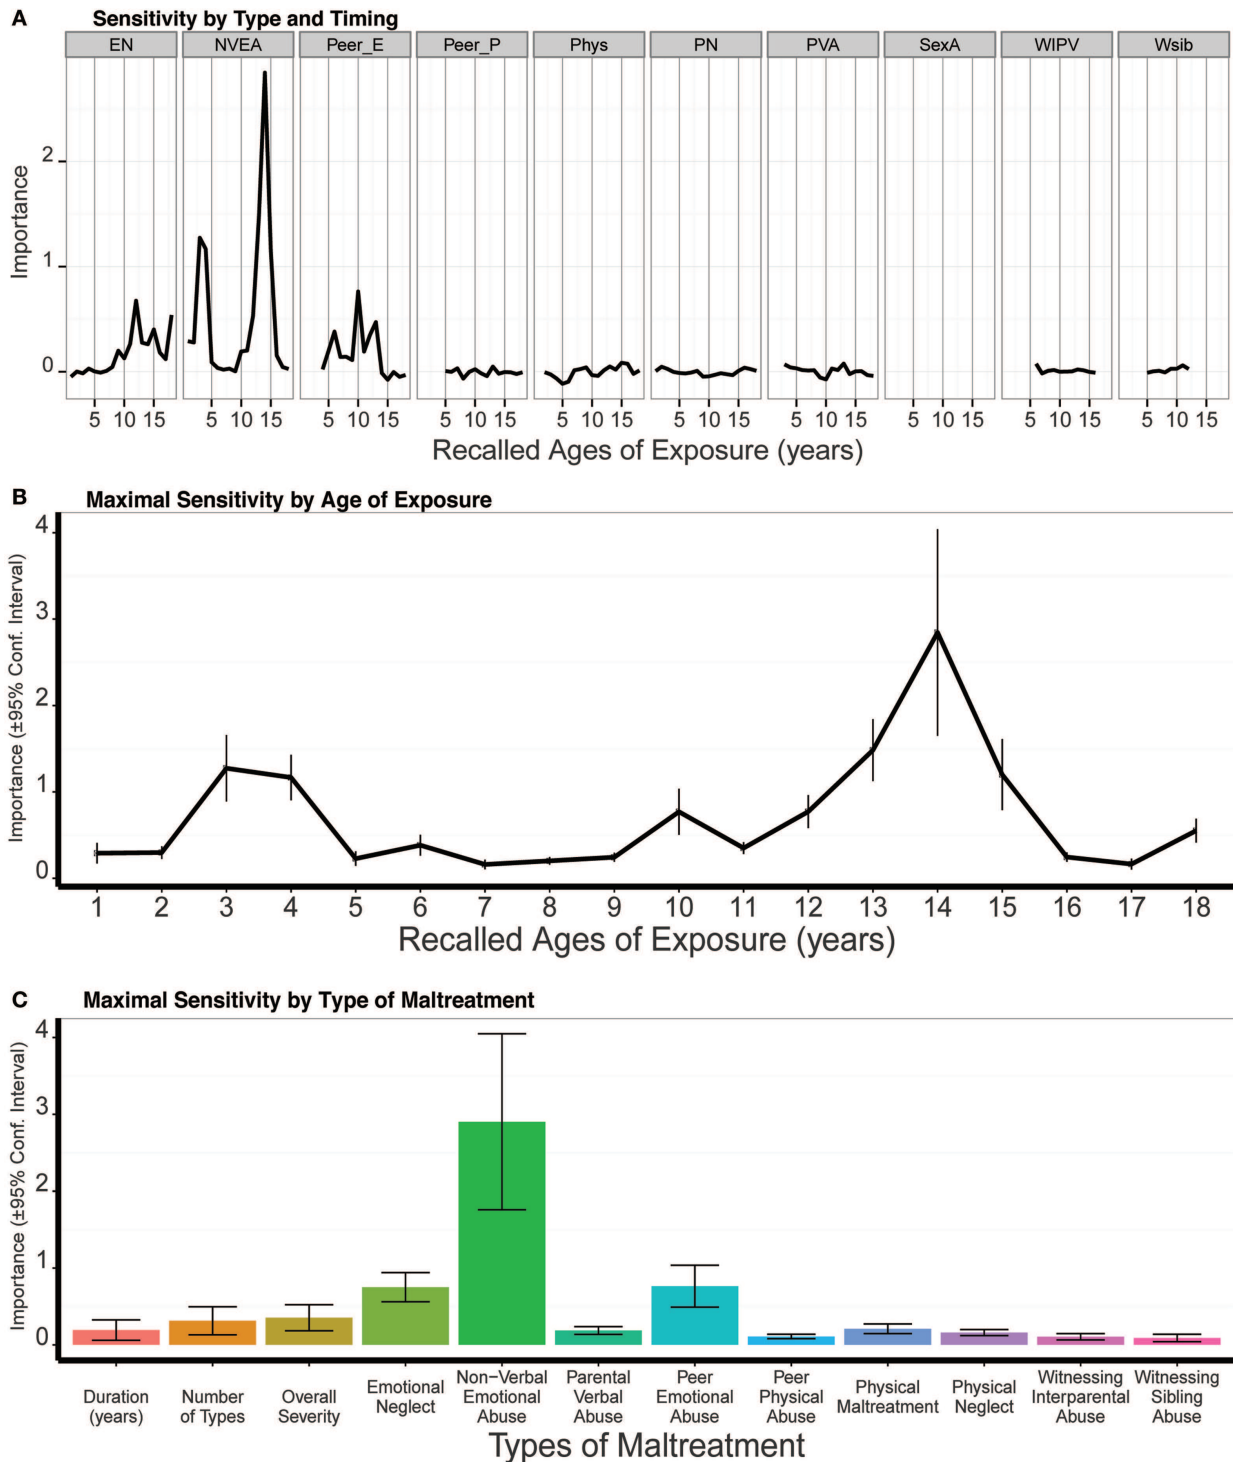 A Sensitivity by Type and Timing
EN NVEA Peer_E Peer_P Phys PN PVA SexA WIPV Wsib
Importance
2
1
0
5 10 15 5 10 15 5 10 15 5 10 15 5 10 15 5 10 15 5 10 15 5 10 15 5 10 15 5 10 15
Recalled Ages of Exposure (years)
B Maximal Sensitivity by Age of Exposure
Importance (±95% Conf. Interval)
4
3
2
1
0
1 2 3 4 5 6 7 8 9 10 11 12 13 14 15 16 17 18
Recalled Ages of Exposure (years)
C Maximal Sensitivity by Type of Maltreatment
Importance (±95% Conf. Interval)
4
3
2
1
0
Duration
(years)
Number
of Types
Overall
Severity
Emotional
Neglect
Non−Verbal
Emotional
Abuse
Parental
Verbal
Abuse
Peer
Emotional
Abuse
Peer
Physical
Abuse
Physical
Maltreatment
Physical
Neglect
Witnessing
Interparental
Abuse
Witnessing
Sibling
Abuse
Types of Maltreatment